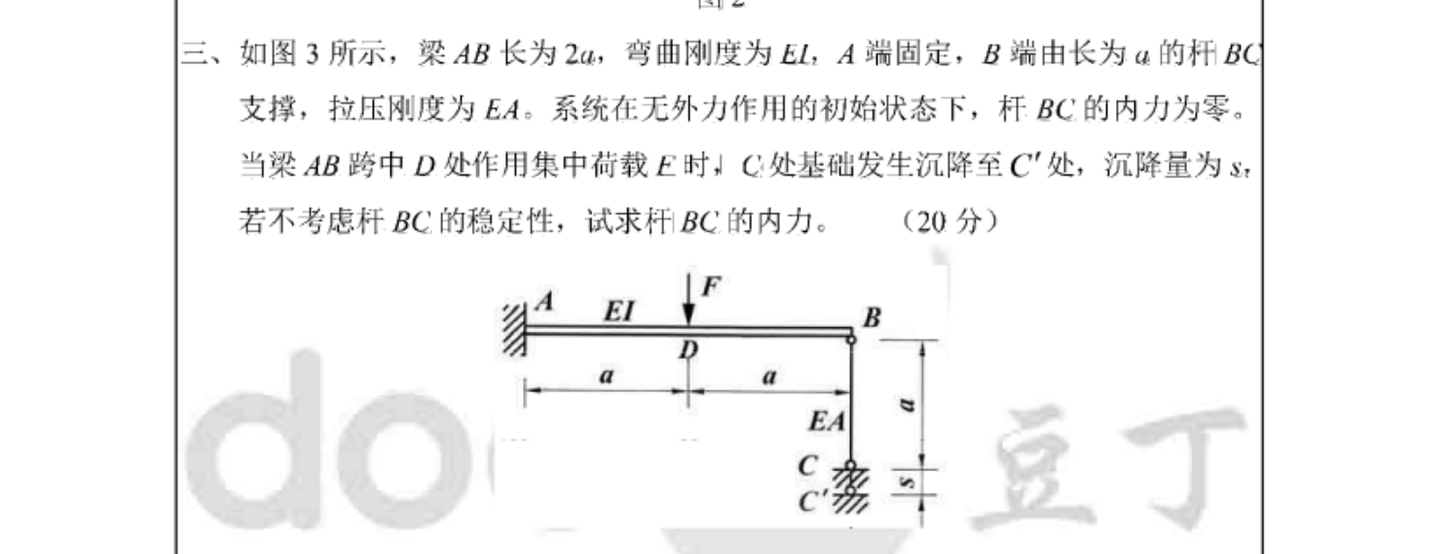 三、如图 3 所示，梁 AB 长为 2a，弯曲刚度为 EI，A 端固定，B 端由长为 a 的杆 BC
支撑，拉压刚度为 EA。系统在无外力作用的初始状态下，杆 BC 的内力为零。
当梁 AB 跨中 D 处作用集中荷载 F 时，C 处基础发生沉降至 C′ 处，沉降量为 s，
若不考虑杆 BC 的稳定性，试求杆 BC 的内力。 （20 分）
A EI F B
D
a a a
EA
C
C′ s
do 豆丁